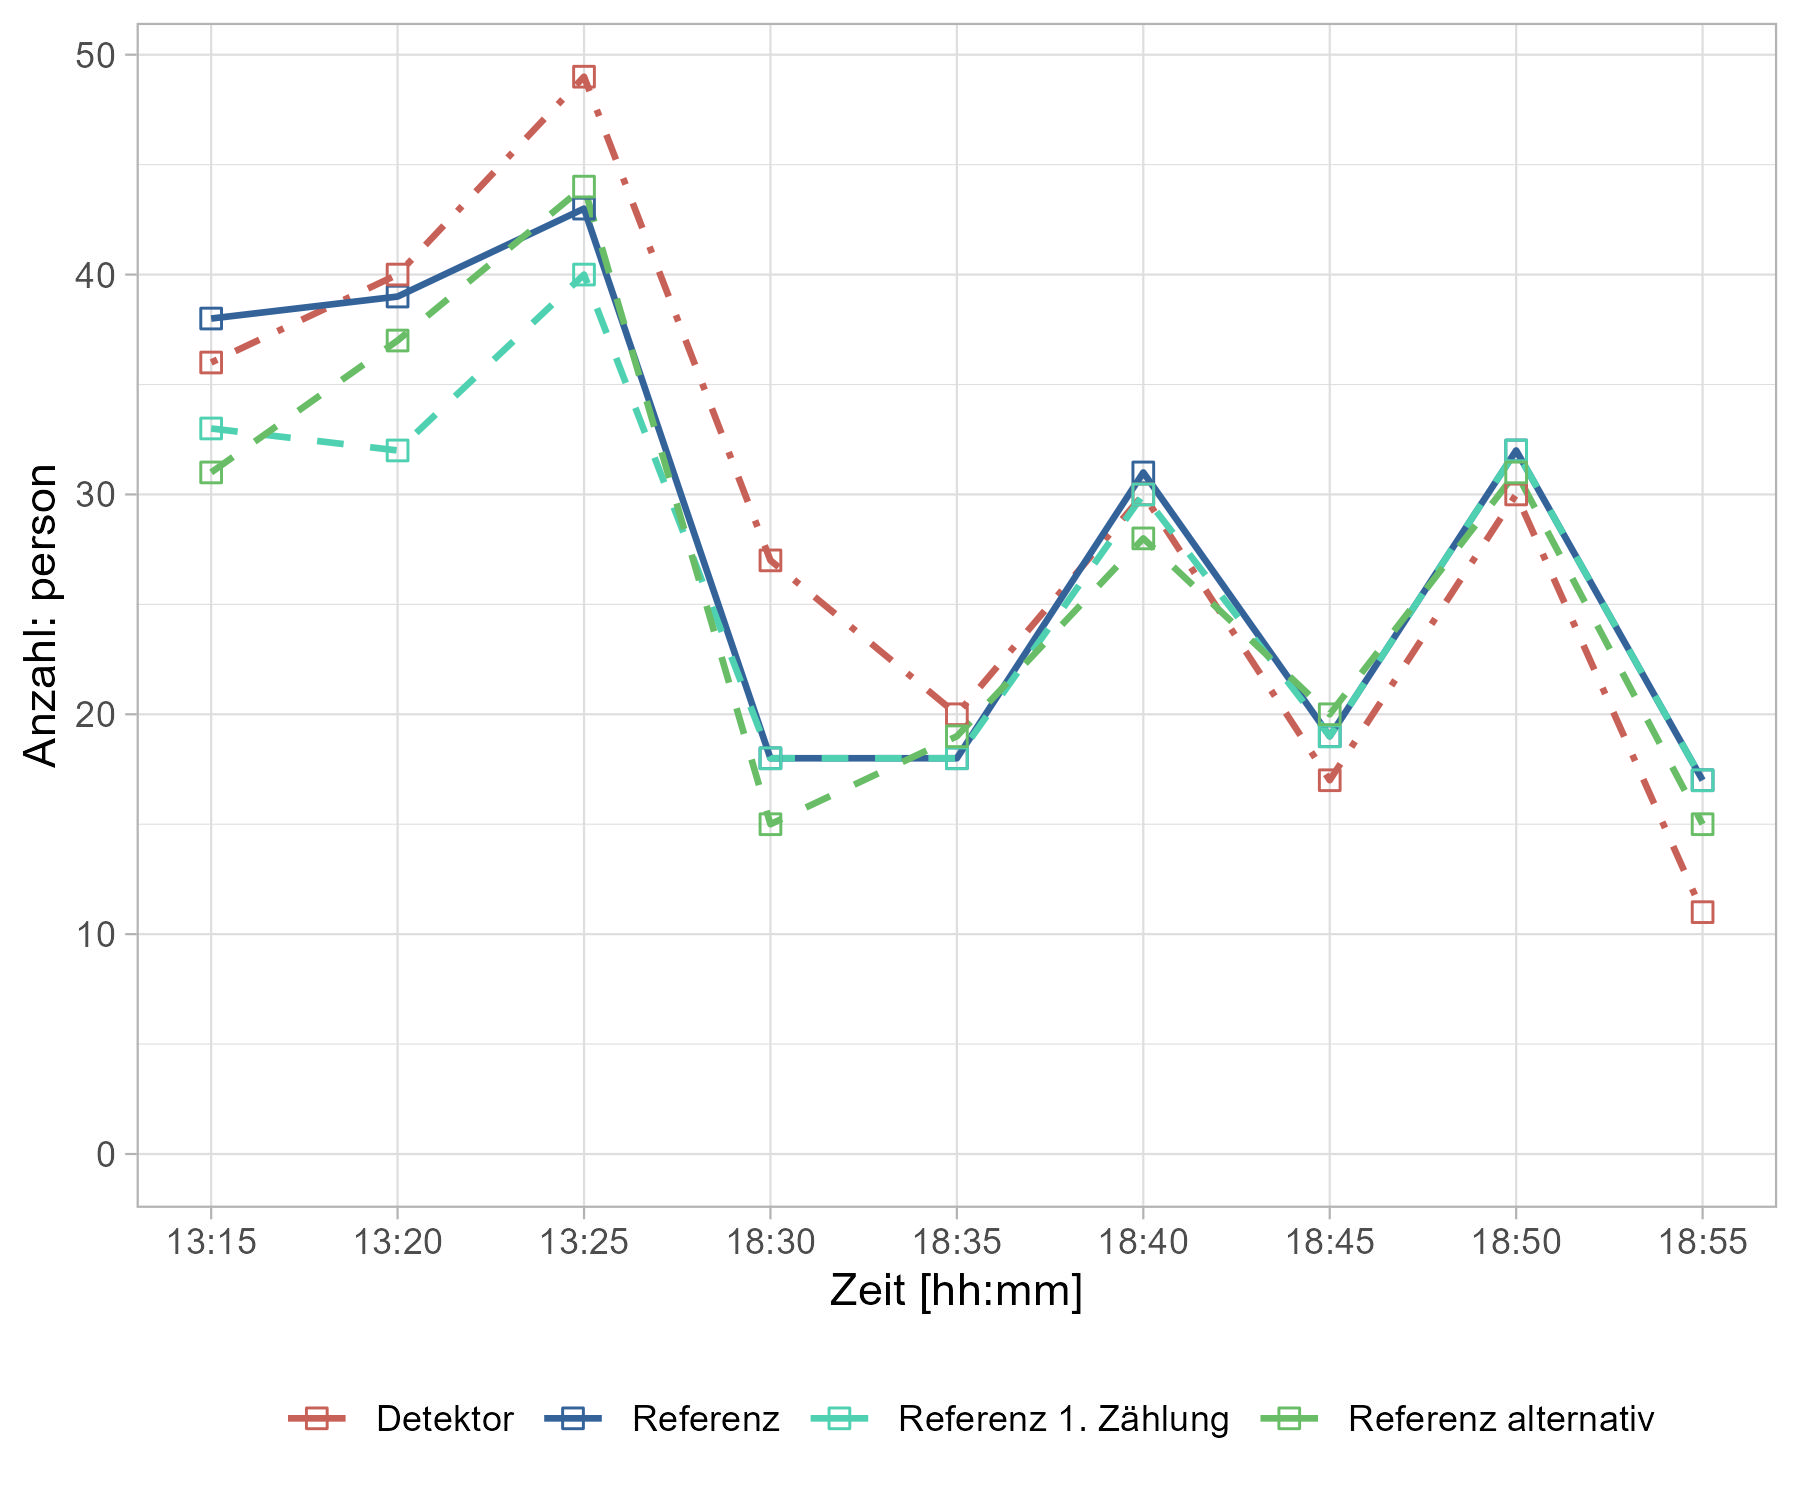 50
40
30
20
10
0
Anzahl: person
13:15 13:20 13:25 18:30 18:35 18:40 18:45 18:50 18:55
Zeit [hh:mm]
Detektor Referenz Referenz 1. Zählung Referenz alternativ